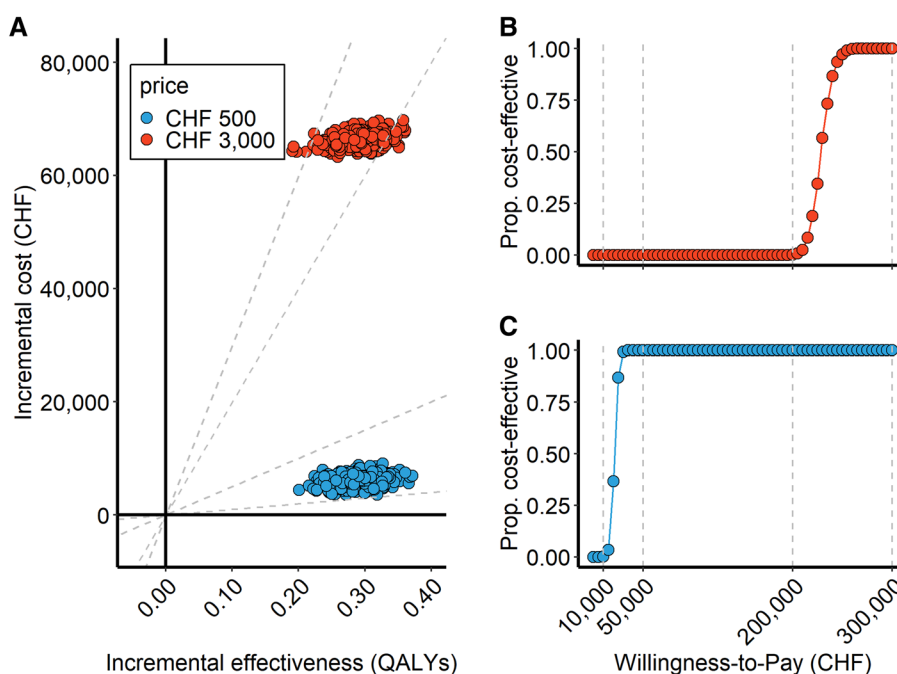 A
80,000
60,000
40,000
20,000
0
Incremental cost (CHF)
price
CHF 500
CHF 3,000
0.00
0.10
0.20
0.30
0.40
Incremental effectiveness (QALYs)
B
1.00
0.75
0.50
0.25
0.00
Prop. cost-effective
C
1.00
0.75
0.50
0.25
0.00
Prop. cost-effective
10,000
50,000
200,000
300,000
Willingness-to-Pay (CHF)